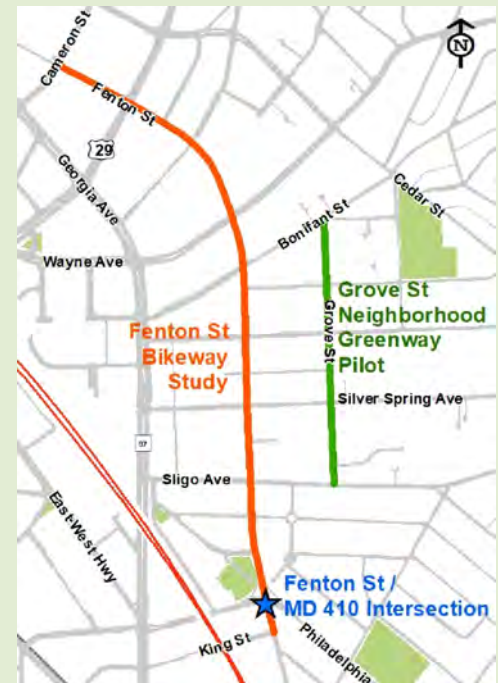 Cameron St
N
Fenton St
29
Georgia Ave
Cedar St
Bonifant St
Wayne Ave
Grove St
Neighborhood
Greenway
Pilot
Grove St
Fenton St
Bikeway
Study
Silver Spring Ave
97
Sligo Ave
East-West Hwy
Fenton St /
MD 410 Intersection
King St
Philadelphia